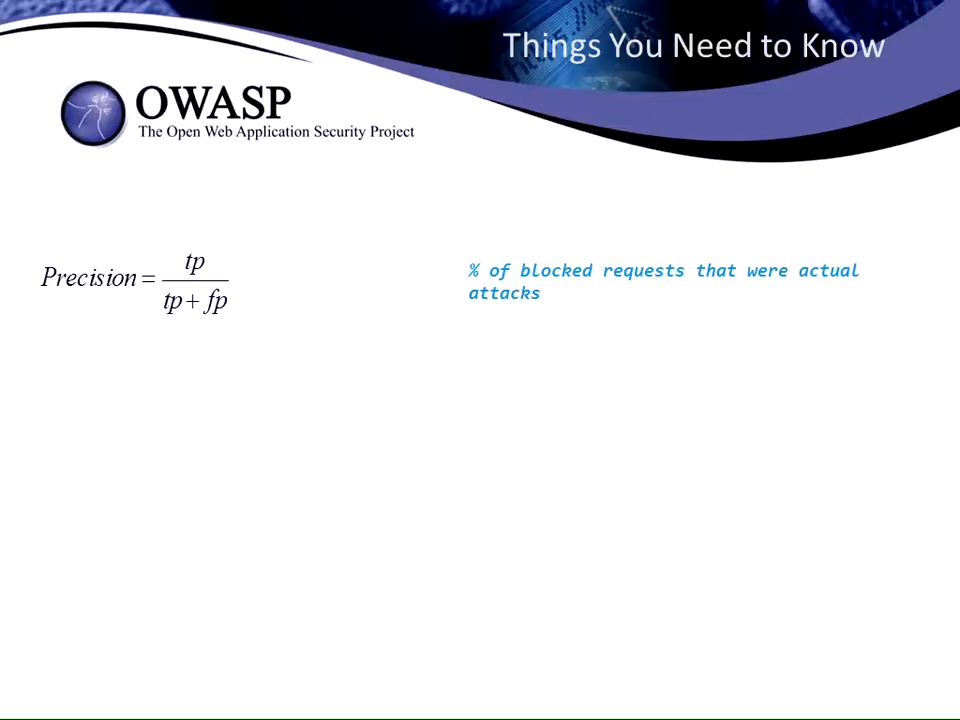 Things You Need to Know
OWASP
The Open Web Application Security Project
Precision = tp / (tp + fp)
% of blocked requests that were actual
attacks